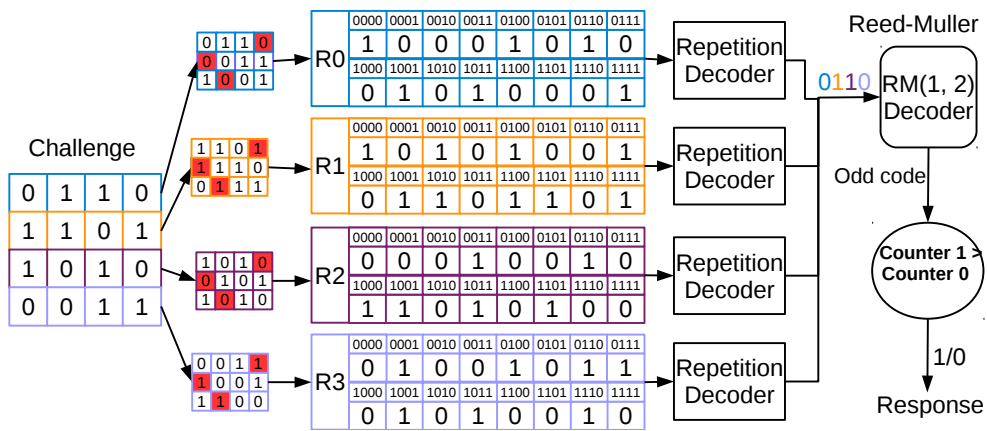 Challenge
0 1 1 0
1 1 0 1
1 0 1 0
0 0 1 1
0 1 1 0
0 0 1 1
1 0 0 1
R0
0000 0001 0010 0011 0100 0101 0110 0111
1 0 0 0 1 0 1 0
1000 1001 1010 1011 1100 1101 1110 1111
0 1 0 1 0 0 0 1
Repetition
Decoder
1 1 0 1
1 1 1 0
0 1 1 1
R1
0000 0001 0010 0011 0100 0101 0110 0111
1 0 1 0 1 0 0 1
1000 1001 1010 1011 1100 1101 1110 1111
0 1 1 0 1 1 0 1
Repetition
Decoder
1 0 1 0
0 1 0 1
1 0 1 0
R2
0000 0001 0010 0011 0100 0101 0110 0111
0 0 0 1 0 0 1 0
1000 1001 1010 1011 1100 1101 1110 1111
1 1 0 1 0 1 0 0
Repetition
Decoder
0 0 1 1
1 0 0 1
1 1 0 0
R3
0000 0001 0010 0011 0100 0101 0110 0111
0 1 0 0 1 0 1 1
1000 1001 1010 1011 1100 1101 1110 1111
0 1 0 1 0 0 1 0
Repetition
Decoder
0110
Reed-Muller
RM(1, 2)
Decoder
Odd code
Counter 1 >
Counter 0
1/0
Response